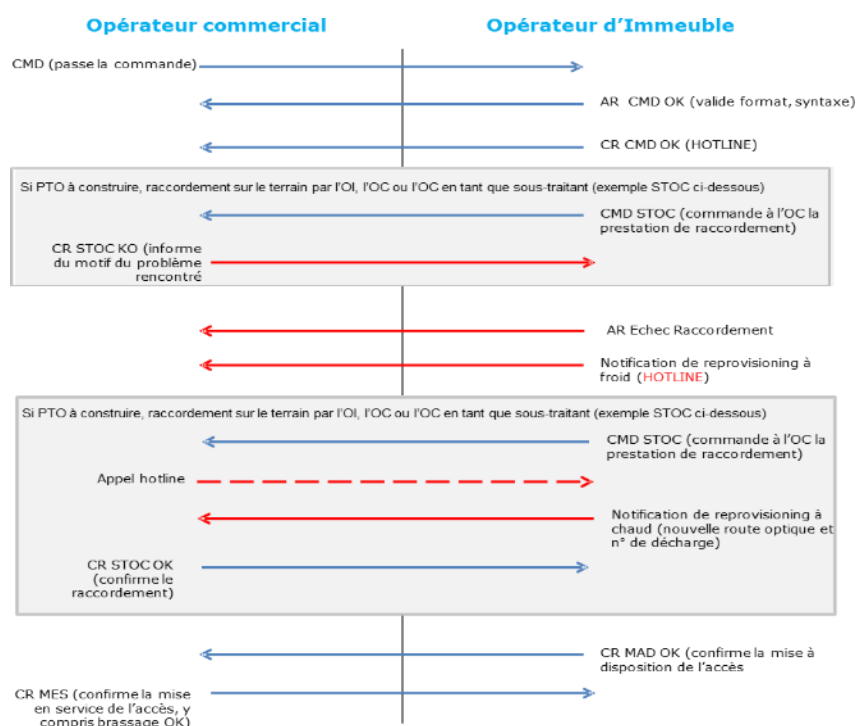 Opérateur commercial
Opérateur d'Immeuble
CMD (passe la commande)
AR CMD OK (valide format, syntaxe)
CR CMD OK (HOTLINE)
Si PTO à construire, raccordement sur le terrain par l'OI, l'OC ou l'OC en tant que sous-traitant (exemple STOC ci-dessous)
CMD STOC (commande à l'OC la
prestation de raccordement)
CR STOC KO (informe
du motif du problème
rencontré
AR Echec Raccordement
Notification de reprovisioning à
froid (HOTLINE)
Si PTO à construire, raccordement sur le terrain par l'OI, l'OC ou l'OC en tant que sous-traitant (exemple STOC ci-dessous)
CMD STOC (commande à l'OC la
prestation de raccordement)
Appel hotline
Notification de reprovisioning à
chaud (nouvelle route optique et
n° de décharge)
CR STOC OK
(confirme le
raccordement)
CR MAD OK (confirme la mise à
disposition de l'accès
CR MES (confirme la mise
en service de l'accès, y
compris brassage OK)